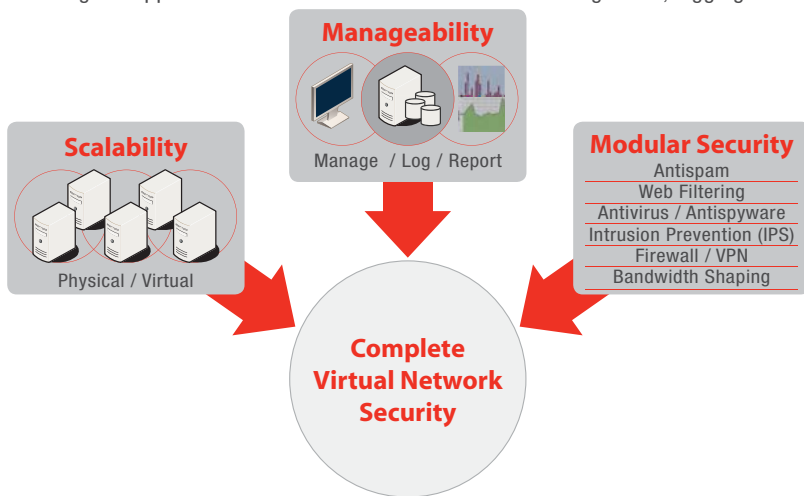 Manageability
Manage / Log / Report
Scalability
Physical / Virtual
Modular Security
Antispam
Web Filtering
Antivirus / Antispyware
Intrusion Prevention (IPS)
Firewall / VPN
Bandwidth Shaping
Complete
Virtual Network
Security